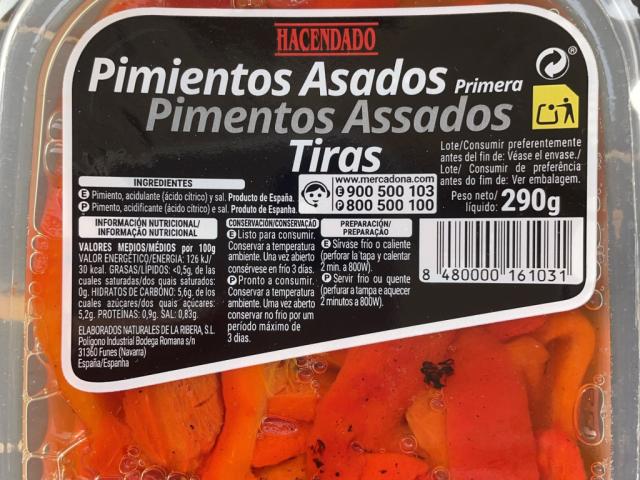 HACENDADO
Pimientos Asados Primera
Pimentos Assados
Tiras
Lote/Consumir preferentemente
antes del fin de: Véase el envase./
Lote/ Consumir de preferência
antes do fim de: Ver embalagem.
Peso neto/
líquido: 290g
INGREDIENTES
E Pimiento, acidulante (ácido cítrico) y sal. Producto de España.
P Pimento, acidificante (ácido cítrico) e sal. Produto de Espanha.
www.mercadona.com
E 900 500 103
P 800 500 100
INFORMACIÓN NUTRICIONAL/
INFORMAÇÃO NUTRICIONAL
VALORES MEDIOS/MÉDIOS por 100g
VALOR ENERGÉTICO/ENERGIA: 126 kJ/
30 kcal. GRASAS/LÍPIDOS: <0,5g, de las
cuales saturadas/dos quais saturados:
0g. HIDRATOS DE CARBONO: 5,6g, de los
cuales azúcares/dos quais açúcares:
5,2g. PROTEÍNAS: 0,9g. SAL: 0,83g.
ELABORADOS NATURALES DE LA RIBERA, S.L.
Polígono Industrial Bodega Romana s/n
31360 Funes (Navarra)
España/Espanha
CONSERVACIÓN/CONSERVAÇÃO
E Listo para consumir.
Conservar a temperatura
ambiente. Una vez abierto
consérvese en frío 3 días.
P Pronto a consumir.
Conservar a temperatura
ambiente. Uma vez aberto
conservar no frio por um
período máximo de
3 dias.
PREPARACIÓN/
PREPARAÇÃO
E Sírvase frío o caliente
(perforar la tapa y calentar
2 min. a 800W).
P Servir frio ou quente
(perfurar a tampa e aquecer
2 minutos a 800W).
8 480000 161031